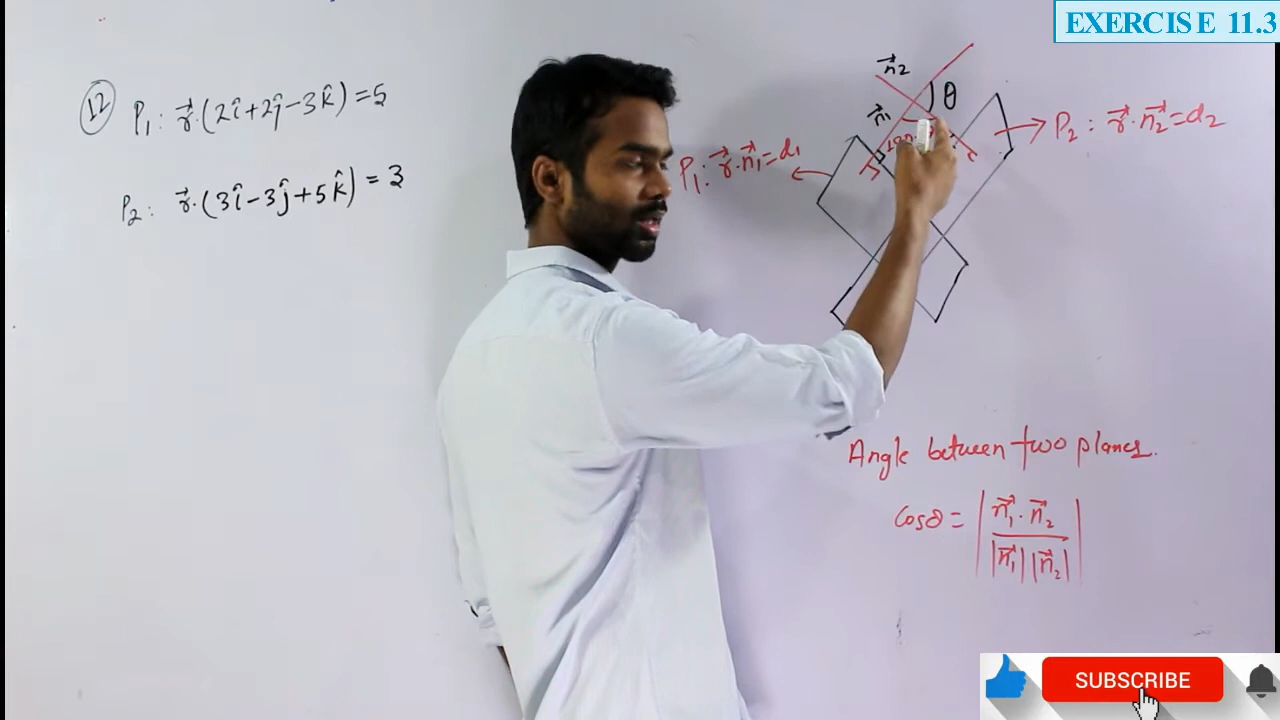 EXERCISE 11.3
12 P₁: r⃗.(2î+2ĵ-3k̂)=5
P₂: r⃗.(3î-3ĵ+5k̂)=3
n⃗₂
θ
n⃗₁
P₁: r⃗.n⃗₁=d₁
P₂: r⃗.n⃗₂=d₂
Angle between two planes.
cosθ = | n⃗₁.n⃗₂ / |n⃗₁||n⃗₂| |
SUBSCRIBE